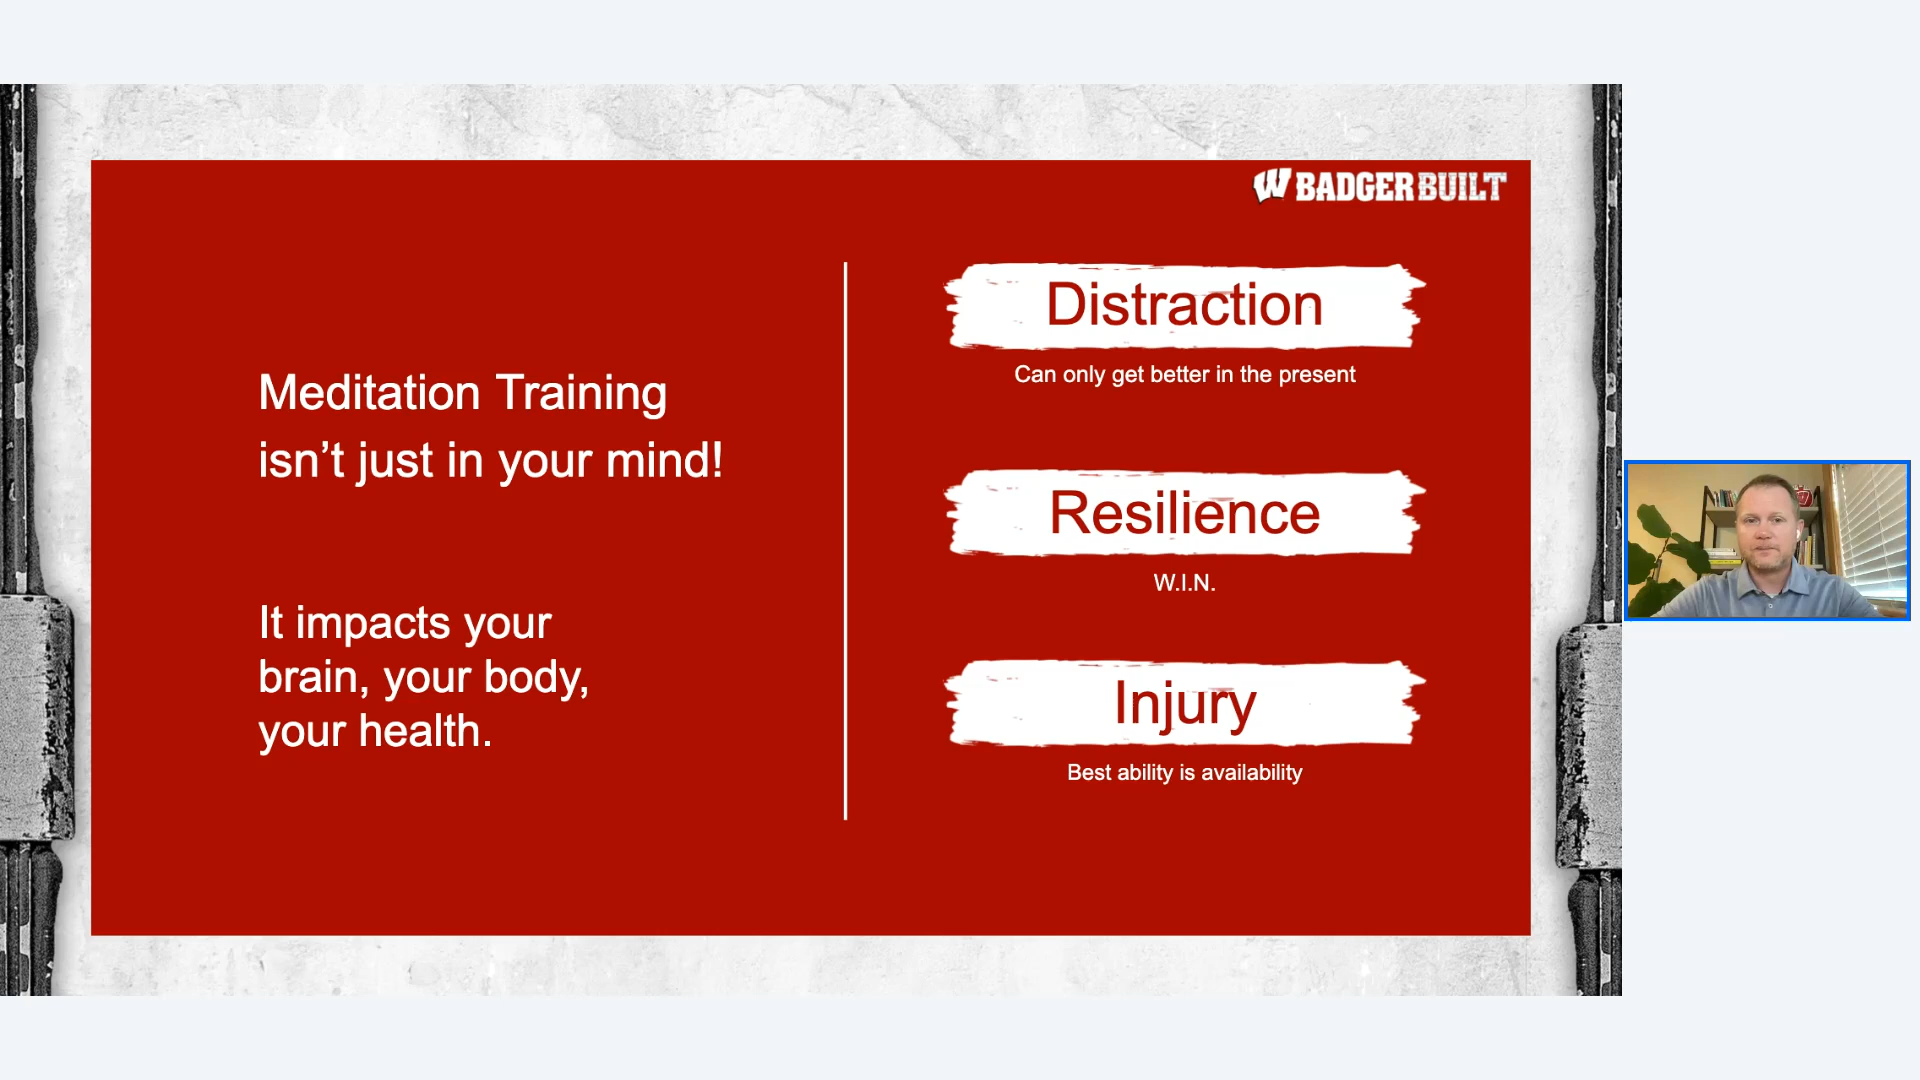 W BADGER BUILT
Meditation Training
isn’t just in your mind!
It impacts your
brain, your body,
your health.
Distraction
Can only get better in the present
Resilience
W.I.N.
Injury
Best ability is availability